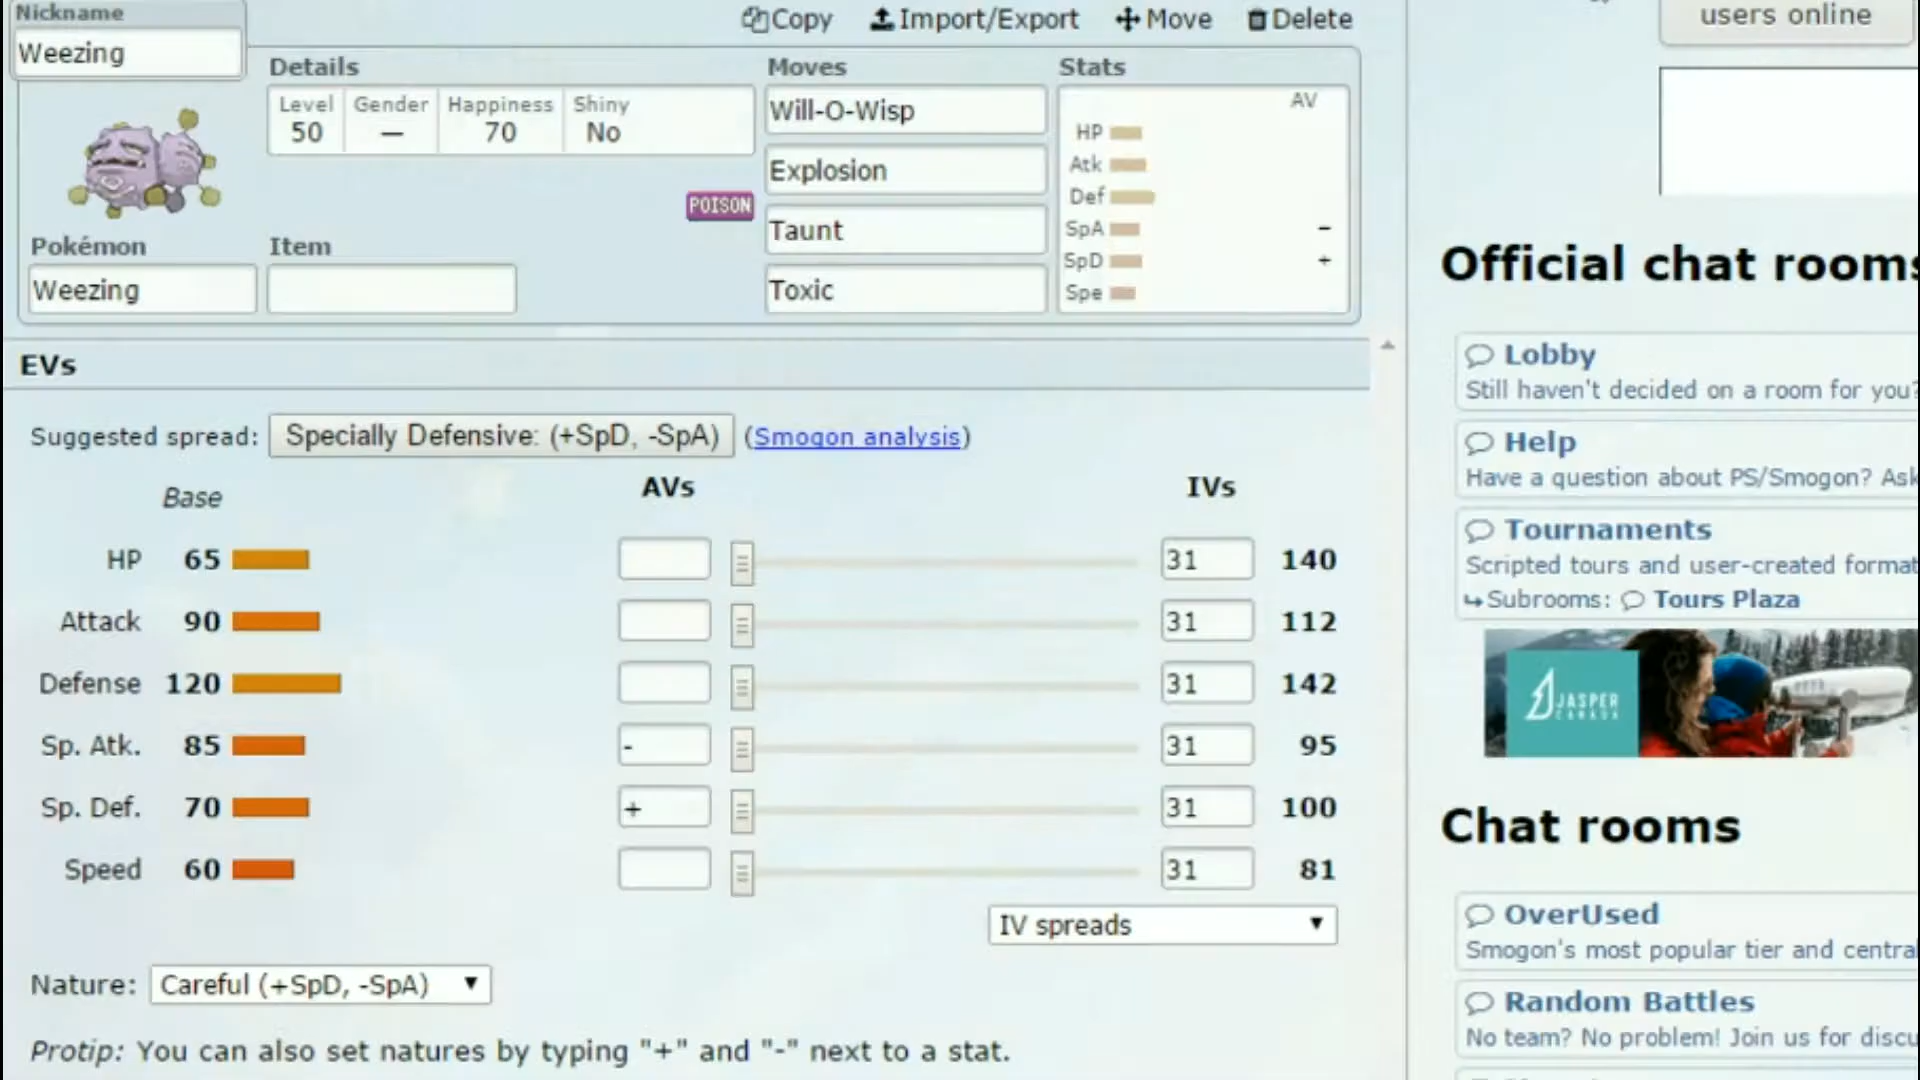 Nickname
Weezing
Copy Import/Export Move Delete
Details
Level Gender Happiness Shiny
50 — 70 No
POISON
Pokémon
Weezing
Item
Moves
Will-O-Wisp
Explosion
Taunt
Toxic
Stats
AV
HP
Atk
Def
SpA -
SpD +
Spe
EVs
Suggested spread: Specially Defensive: (+SpD, -SpA) (Smogon analysis)
Base AVs IVs
HP 65 31 140
Attack 90 31 112
Defense 120 31 142
Sp. Atk. 85 - 31 95
Sp. Def. 70 + 31 100
Speed 60 31 81
IV spreads
Nature: Careful (+SpD, -SpA)
Protip: You can also set natures by typing "+" and "-" next to a stat.
users online
Official chat rooms
Lobby
Still haven't decided on a room for you?
Help
Have a question about PS/Smogon? Ask
Tournaments
Scripted tours and user-created format
Subrooms: Tours Plaza
JASPER
CANADA
Chat rooms
OverUsed
Smogon's most popular tier and central
Random Battles
No team? No problem! Join us for discu